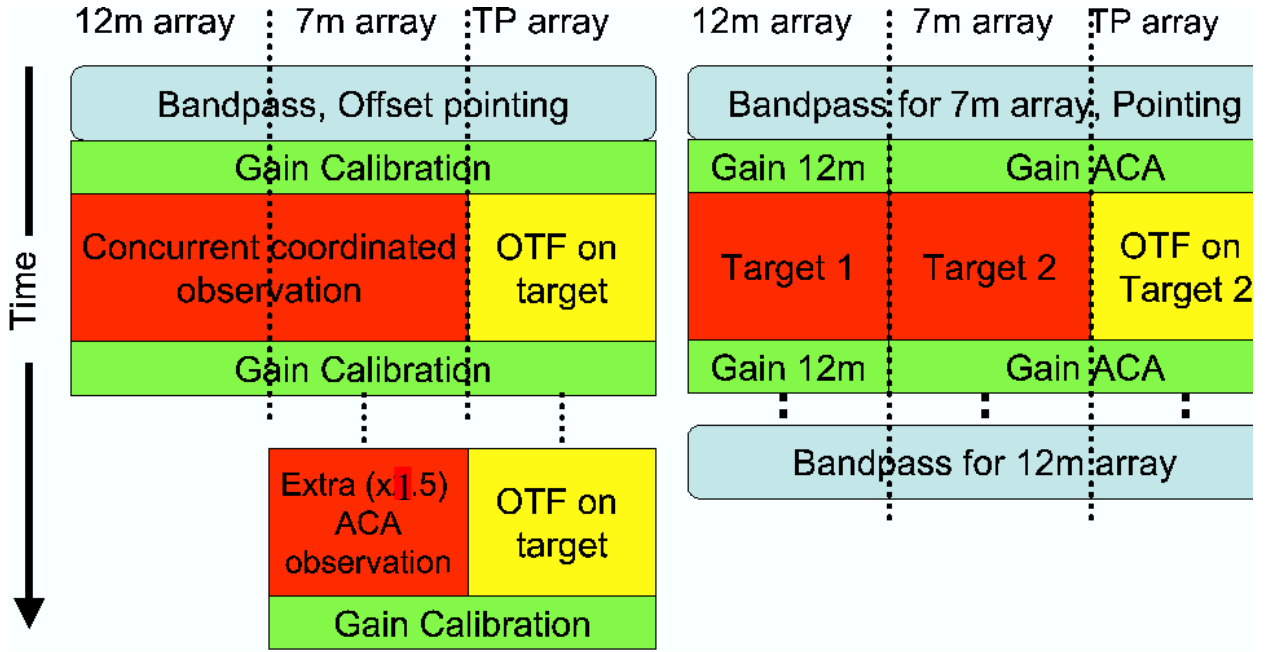 12m array 7m array TP array
Bandpass, Offset pointing
Gain Calibration
Concurrent coordinated
observation
OTF on
target
Gain Calibration
Extra (x1.5)
ACA
observation
OTF on
target
Gain Calibration
Time
12m array 7m array TP array
Bandpass for 7m array, Pointing
Gain 12m Gain ACA
Target 1 Target 2
OTF on
Target 2
Gain 12m Gain ACA
Bandpass for 12m array